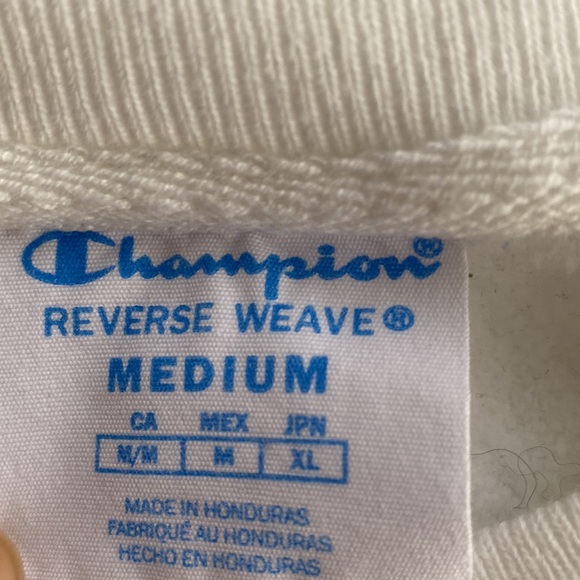 Champion®
REVERSE WEAVE®
MEDIUM
CA MEX JPN
M/M M XL
MADE IN HONDURAS
FABRIQUÉ AU HONDURAS
HECHO EN HONDURAS